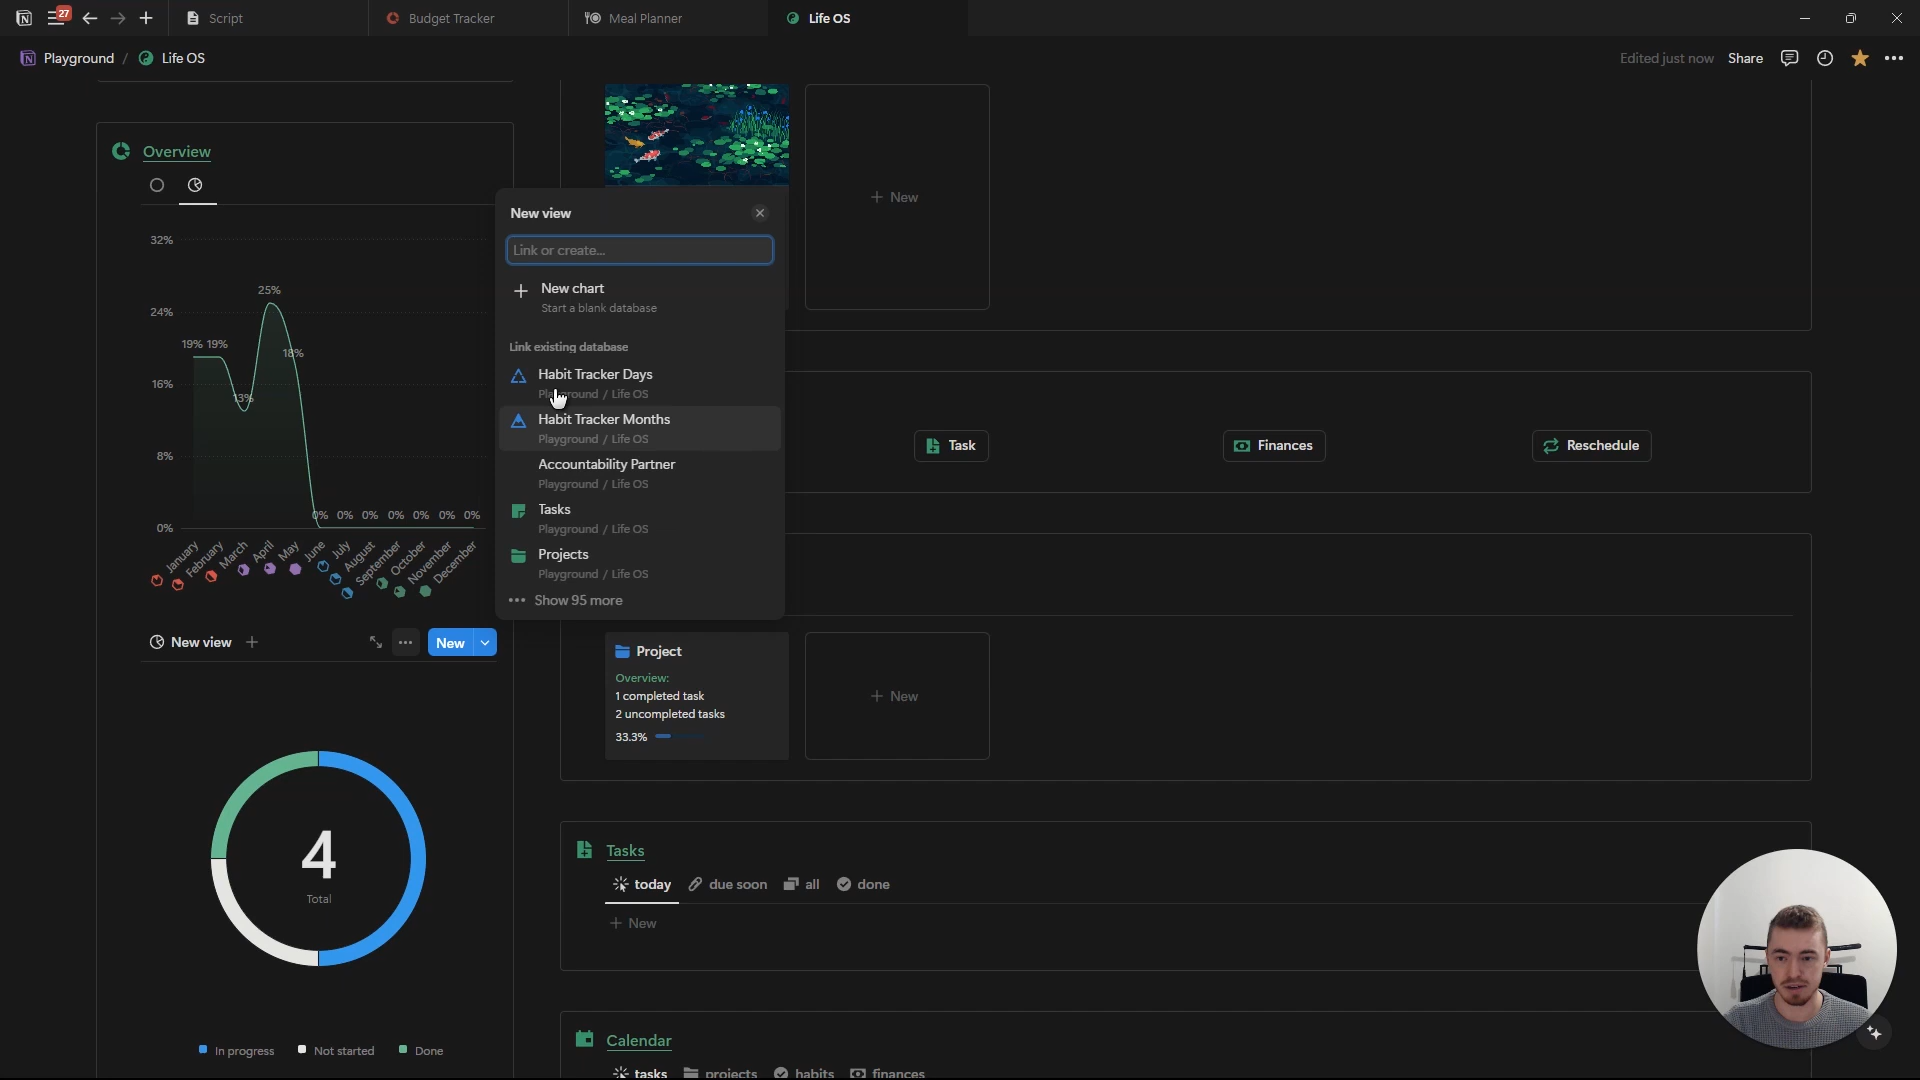 27
Script
Budget Tracker
Meal Planner
Life OS
Playground / Life OS
Edited just now
Share
Overview
32%
25%
24%
19% 19%
18%
16%
13%
8%
0% 0% 0% 0% 0% 0% 0%
0%
January
February
March
April
May
June
July
August
September
October
November
December
New view
New
4
Total
In progress
Not started
Done
New view
Link or create...
New chart
Start a blank database
Link existing database
Habit Tracker Days
Playground / Life OS
Habit Tracker Months
Playground / Life OS
Accountability Partner
Playground / Life OS
Tasks
Playground / Life OS
Projects
Playground / Life OS
Show 95 more
+ New
Task
Finances
Reschedule
Project
Overview:
1 completed task
2 uncompleted tasks
33.3%
+ New
Tasks
today
due soon
all
done
+ New
Calendar
tasks
projects
habits
finances